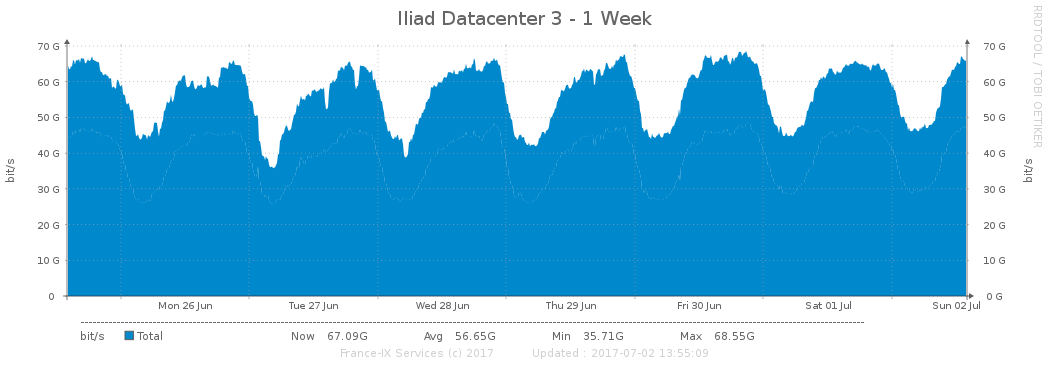 Iliad Datacenter 3 - 1 Week
RRDTOOL / TOBI OETIKER
bit/s
bit/s
70 G 70 G
60 G 60 G
50 G 50 G
40 G 40 G
30 G 30 G
20 G 20 G
10 G 10 G
0 0 G
Mon 26 Jun Tue 27 Jun Wed 28 Jun Thu 29 Jun Fri 30 Jun Sat 01 Jul Sun 02 Jul
bit/s Total Now 67.09G Avg 56.65G Min 35.71G Max 68.55G
France-IX Services (c) 2017 Updated : 2017-07-02 13:55:09